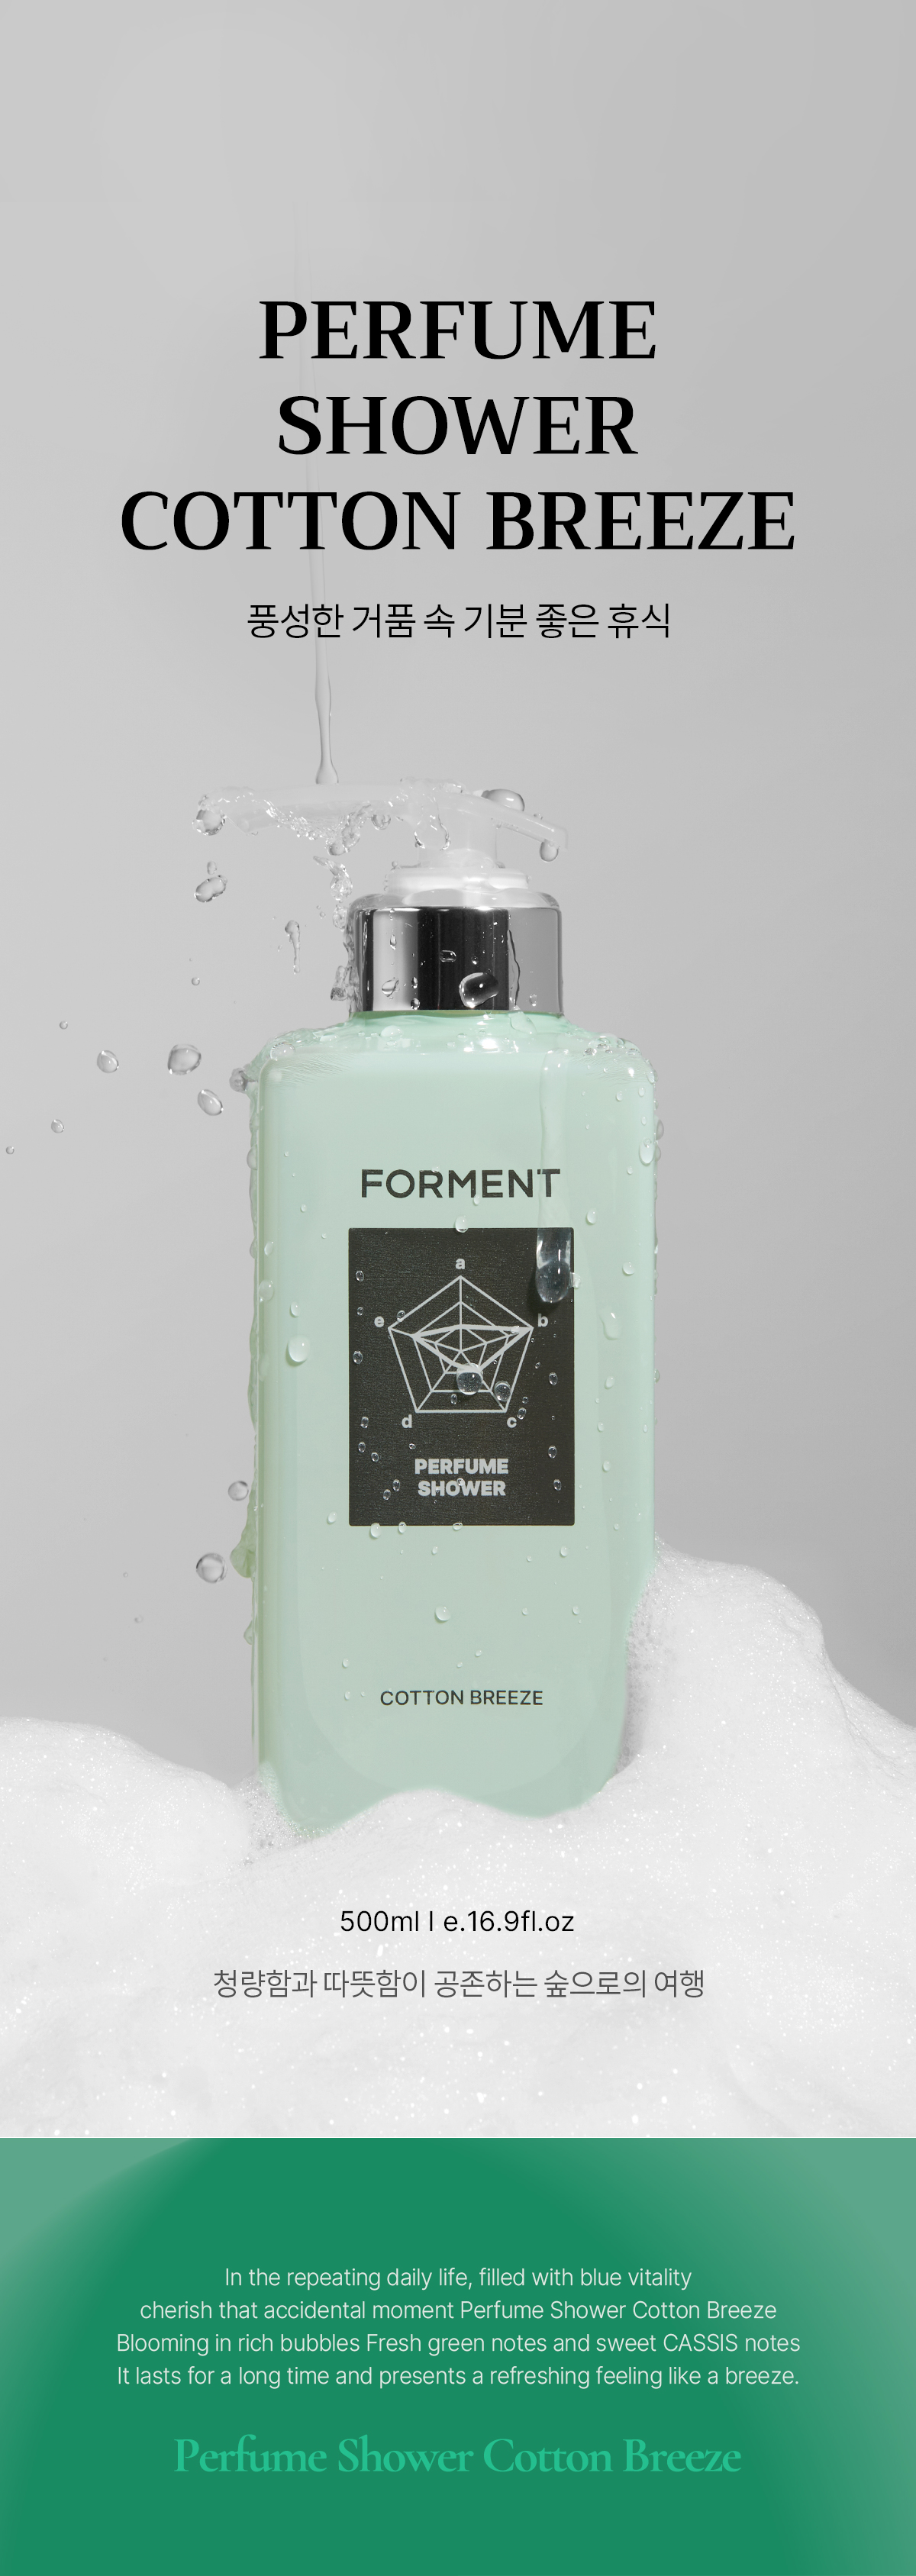 PERFUME
SHOWER
COTTON BREEZE
풍성한 거품 속 기분 좋은 휴식
FORMENT
a
e
b
d
c
PERFUME
SHOWER
COTTON BREEZE
500ml I e.16.9fl.oz
청량함과 따뜻함이 공존하는 숲으로의 여행
In the repeating daily life, filled with blue vitality
cherish that accidental moment Perfume Shower Cotton Breeze
Blooming in rich bubbles Fresh green notes and sweet CASSIS notes
It lasts for a long time and presents a refreshing feeling like a breeze.
Perfume Shower Cotton Breeze